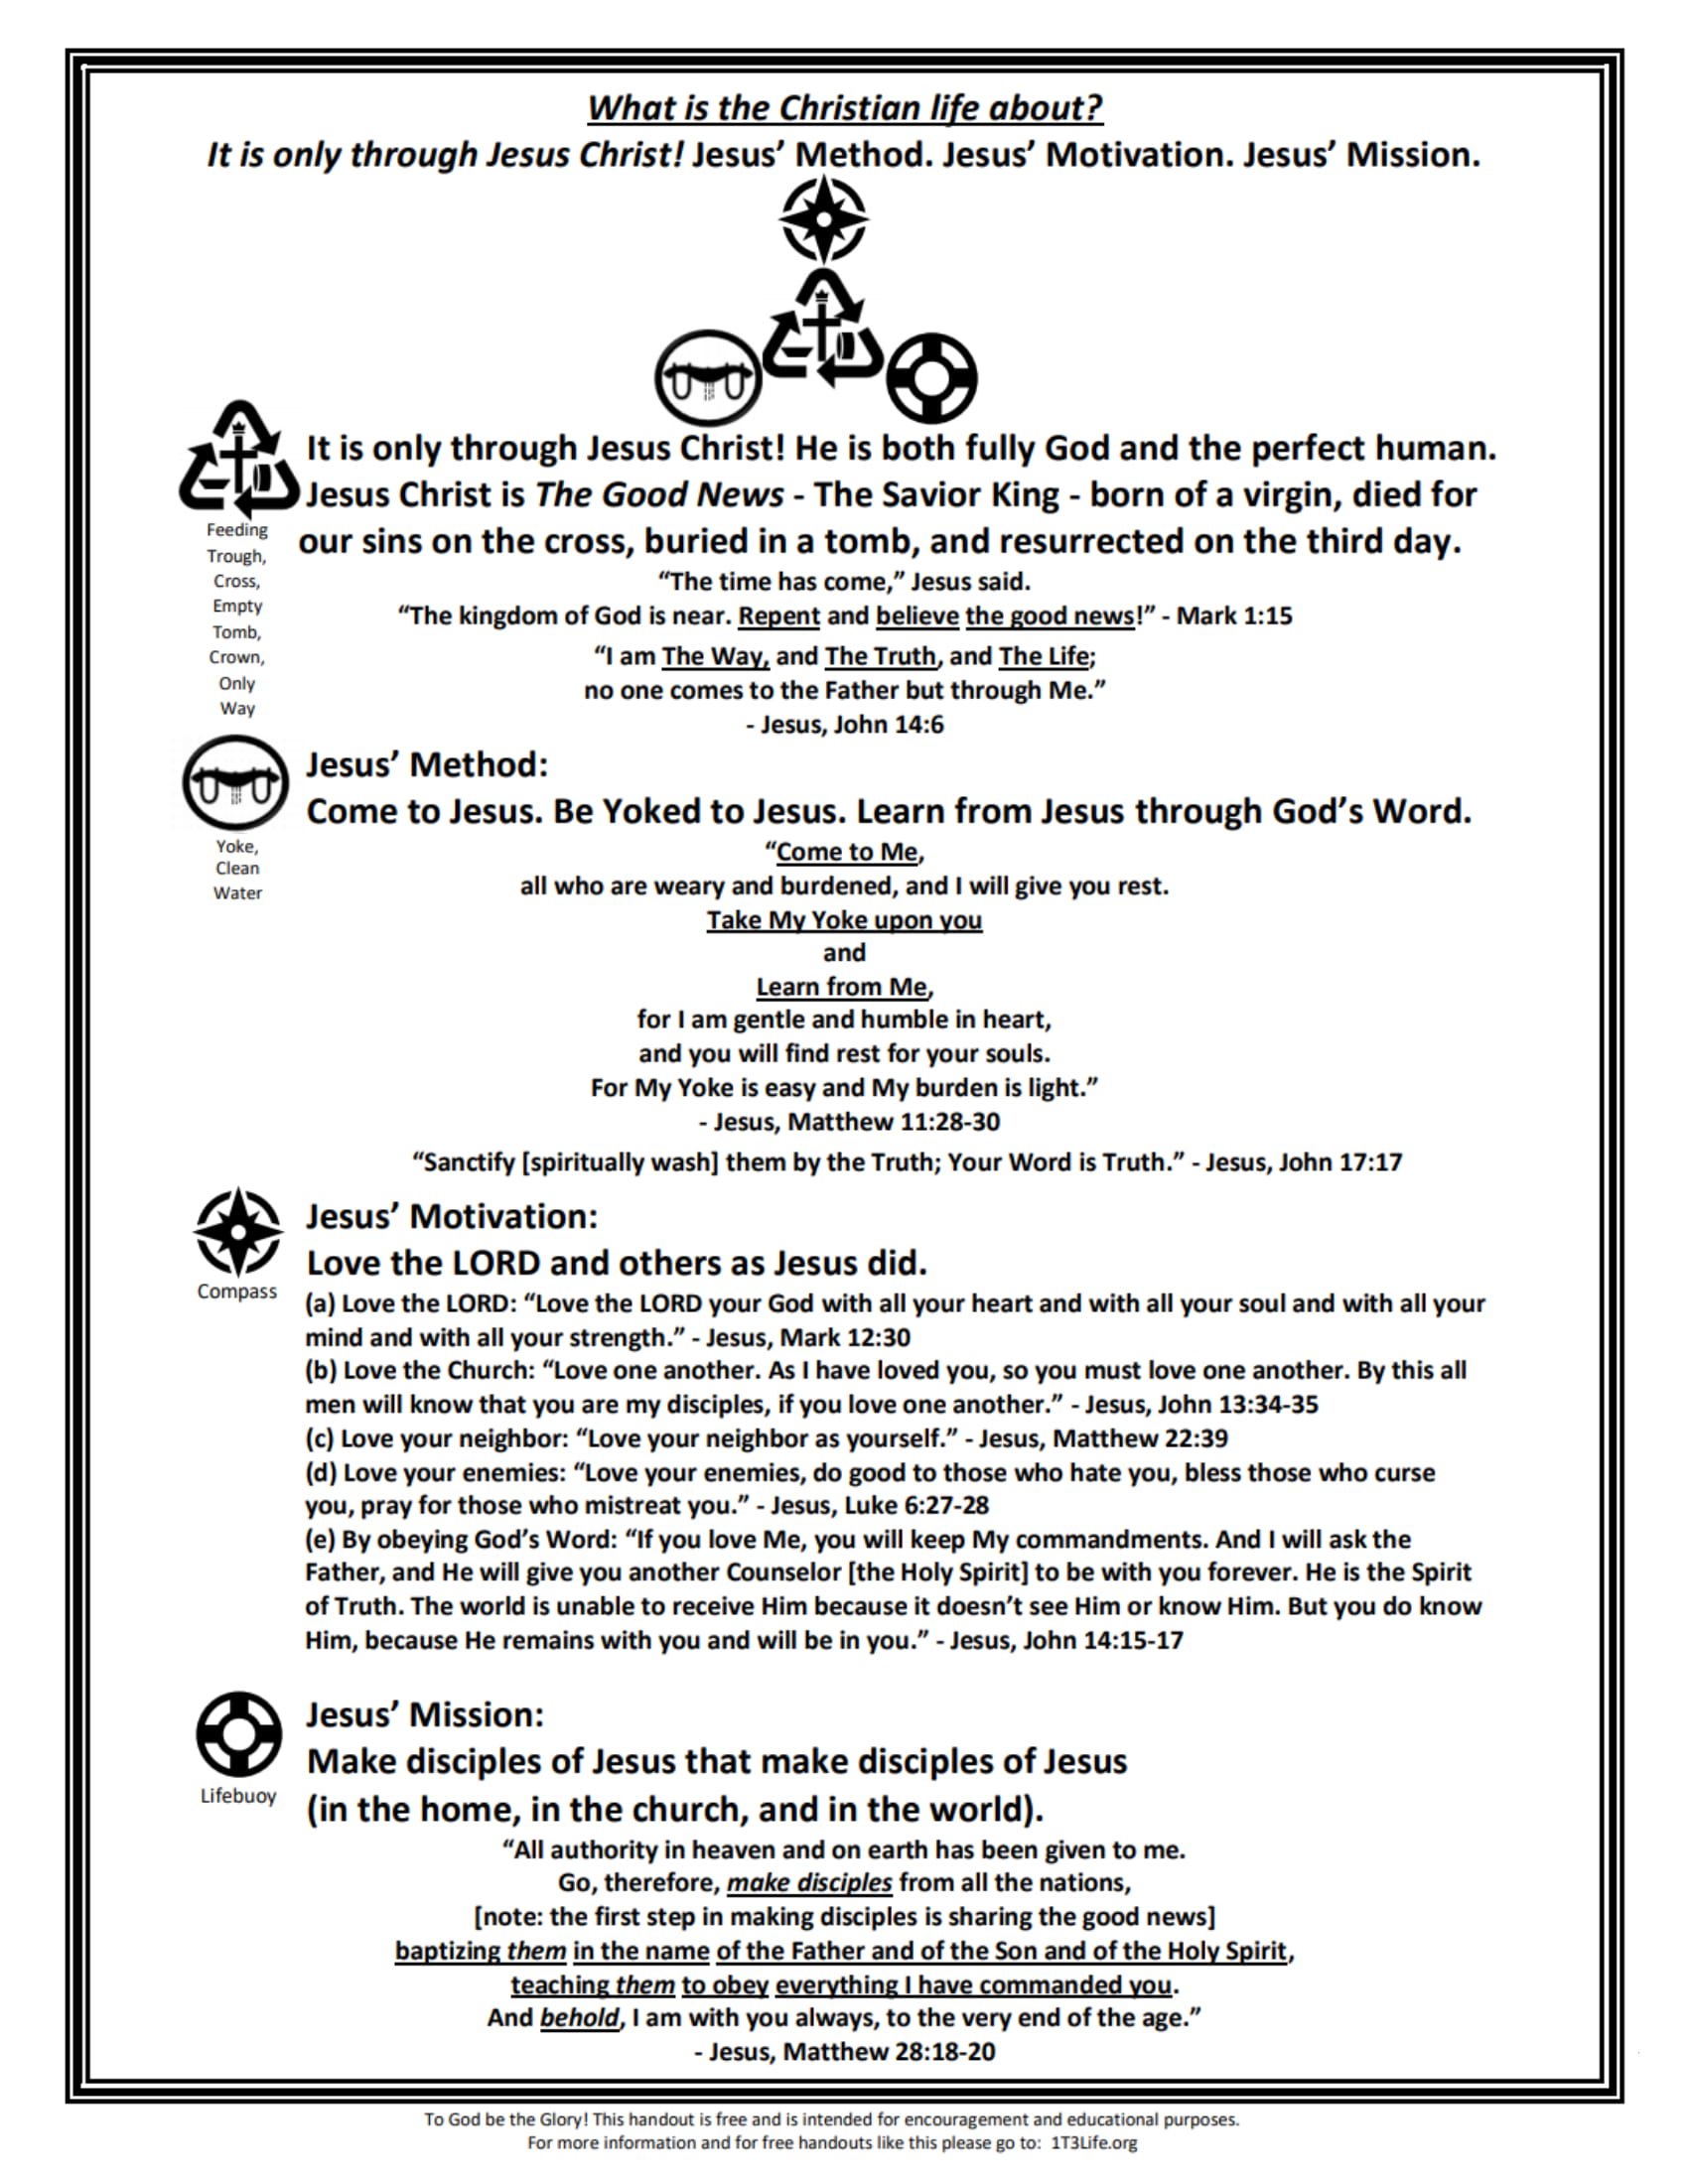 What is the Christian life about?
It is only through Jesus Christ! Jesus’ Method. Jesus’ Motivation. Jesus’ Mission.
It is only through Jesus Christ! He is both fully God and the perfect human.
Jesus Christ is The Good News - The Savior King - born of a virgin, died for
our sins on the cross, buried in a tomb, and resurrected on the third day.
Feeding
Trough,
Cross,
Empty
Tomb,
Crown,
Only
Way
“The time has come,” Jesus said.
“The kingdom of God is near. Repent and believe the good news!” - Mark 1:15
“I am The Way, and The Truth, and The Life;
no one comes to the Father but through Me.”
- Jesus, John 14:6
Jesus’ Method:
Come to Jesus. Be Yoked to Jesus. Learn from Jesus through God’s Word.
Yoke,
Clean
Water
“Come to Me,
all who are weary and burdened, and I will give you rest.
Take My Yoke upon you
and
Learn from Me,
for I am gentle and humble in heart,
and you will find rest for your souls.
For My Yoke is easy and My burden is light.”
- Jesus, Matthew 11:28-30
“Sanctify [spiritually wash] them by the Truth; Your Word is Truth.” - Jesus, John 17:17
Jesus’ Motivation:
Love the LORD and others as Jesus did.
Compass
(a) Love the LORD: “Love the LORD your God with all your heart and with all your soul and with all your
mind and with all your strength.” - Jesus, Mark 12:30
(b) Love the Church: “Love one another. As I have loved you, so you must love one another. By this all
men will know that you are my disciples, if you love one another.” - Jesus, John 13:34-35
(c) Love your neighbor: “Love your neighbor as yourself.” - Jesus, Matthew 22:39
(d) Love your enemies: “Love your enemies, do good to those who hate you, bless those who curse
you, pray for those who mistreat you.” - Jesus, Luke 6:27-28
(e) By obeying God’s Word: “If you love Me, you will keep My commandments. And I will ask the
Father, and He will give you another Counselor [the Holy Spirit] to be with you forever. He is the Spirit
of Truth. The world is unable to receive Him because it doesn’t see Him or know Him. But you do know
Him, because He remains with you and will be in you.” - Jesus, John 14:15-17
Jesus’ Mission:
Make disciples of Jesus that make disciples of Jesus
(in the home, in the church, and in the world).
Lifebuoy
“All authority in heaven and on earth has been given to me.
Go, therefore, make disciples from all the nations,
[note: the first step in making disciples is sharing the good news]
baptizing them in the name of the Father and of the Son and of the Holy Spirit,
teaching them to obey everything I have commanded you.
And behold, I am with you always, to the very end of the age.”
- Jesus, Matthew 28:18-20
To God be the Glory! This handout is free and is intended for encouragement and educational purposes.
For more information and for free handouts like this please go to: 1T3Life.org